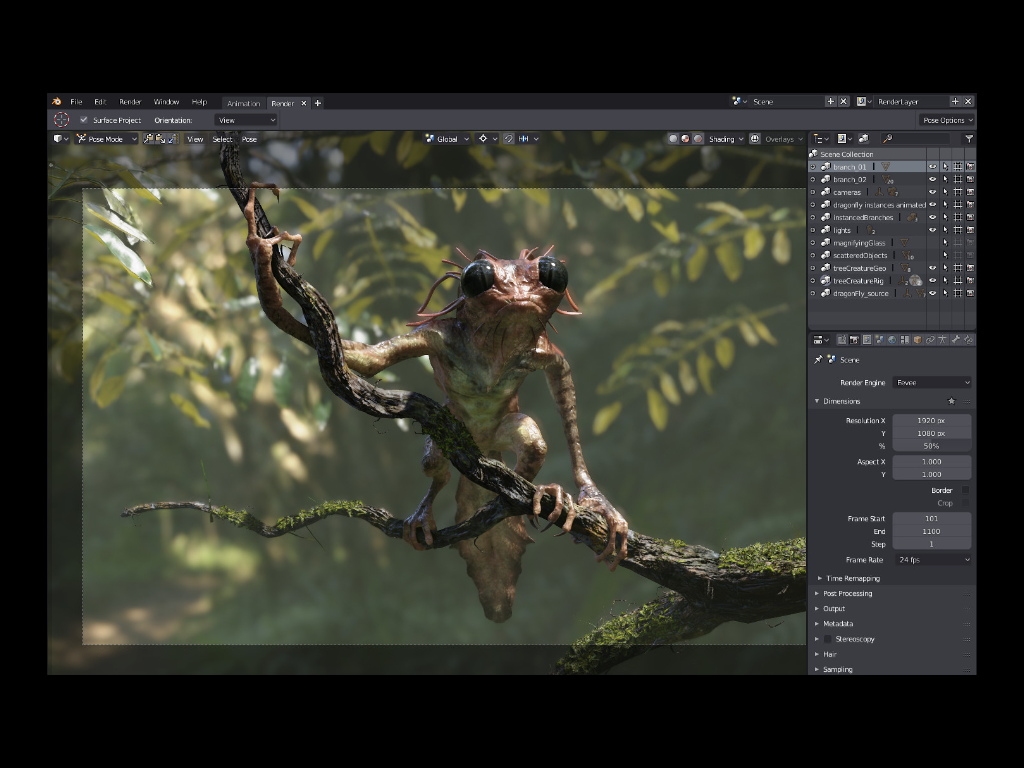 File Edit Render Window Help Animation Render Scene RenderLayer
Surface Project Orientation: View Pose Options
Pose Mode View Select Pose Global Shading Overlays
Scene Collection
branch_01
branch_02
cameras
dragonfly instances animated
instancedBranches
lights
magnifyingGlass
scatteredObjects
treeCreatureGeo
treeCreatureRig
dragonFly_source
Scene
Render Engine Eevee
Dimensions
Resolution X 1920 px
Y 1080 px
% 50%
Aspect X 1.000
Y 1.000
Border
Crop
Frame Start 101
End 1100
Step 1
Frame Rate 24 fps
Time Remapping
Post Processing
Output
Metadata
Stereoscopy
Hair
Sampling